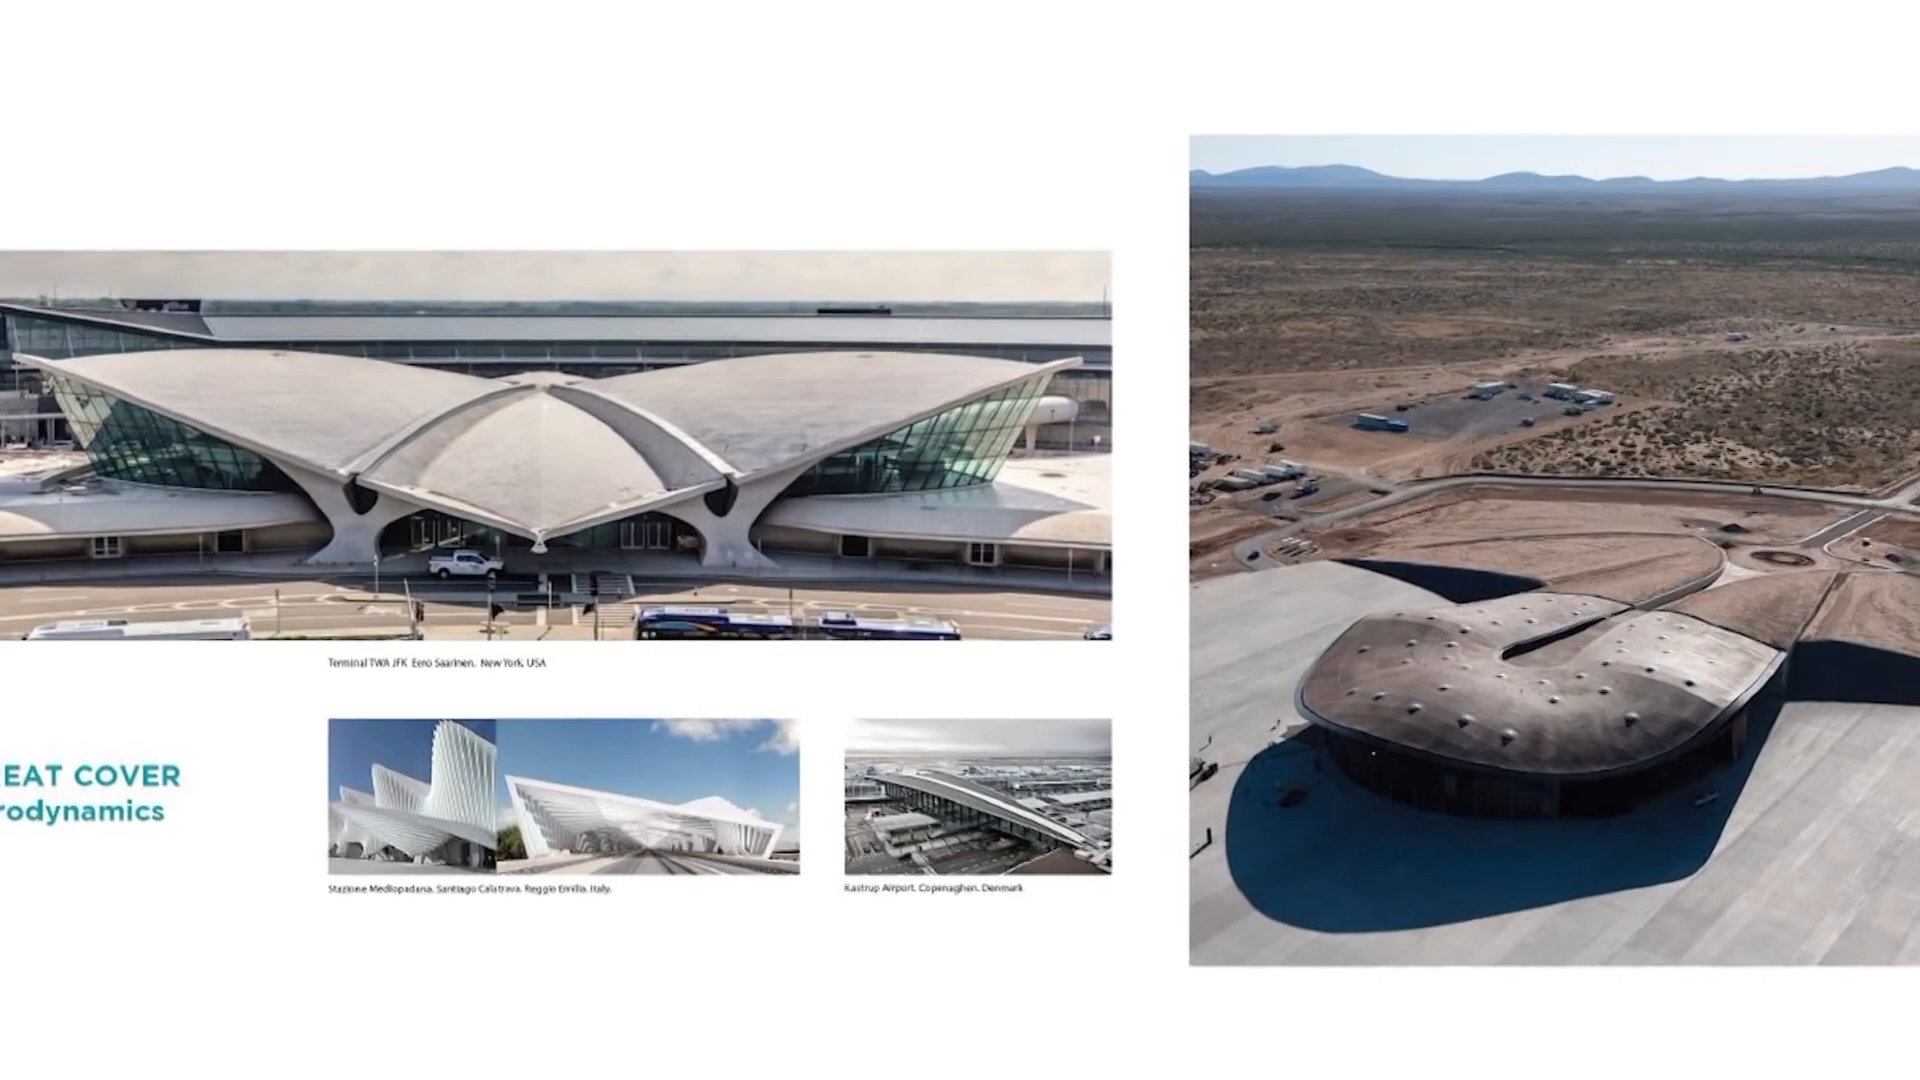 Terminal TWA JFK Eero Saarinen. New York. USA
EAT COVER
rodynamics
Stazione Mediopadana. Santiago Calatrava. Reggio Emilia. Italy.
Kastrup Airport. Copenaghen. Denmark